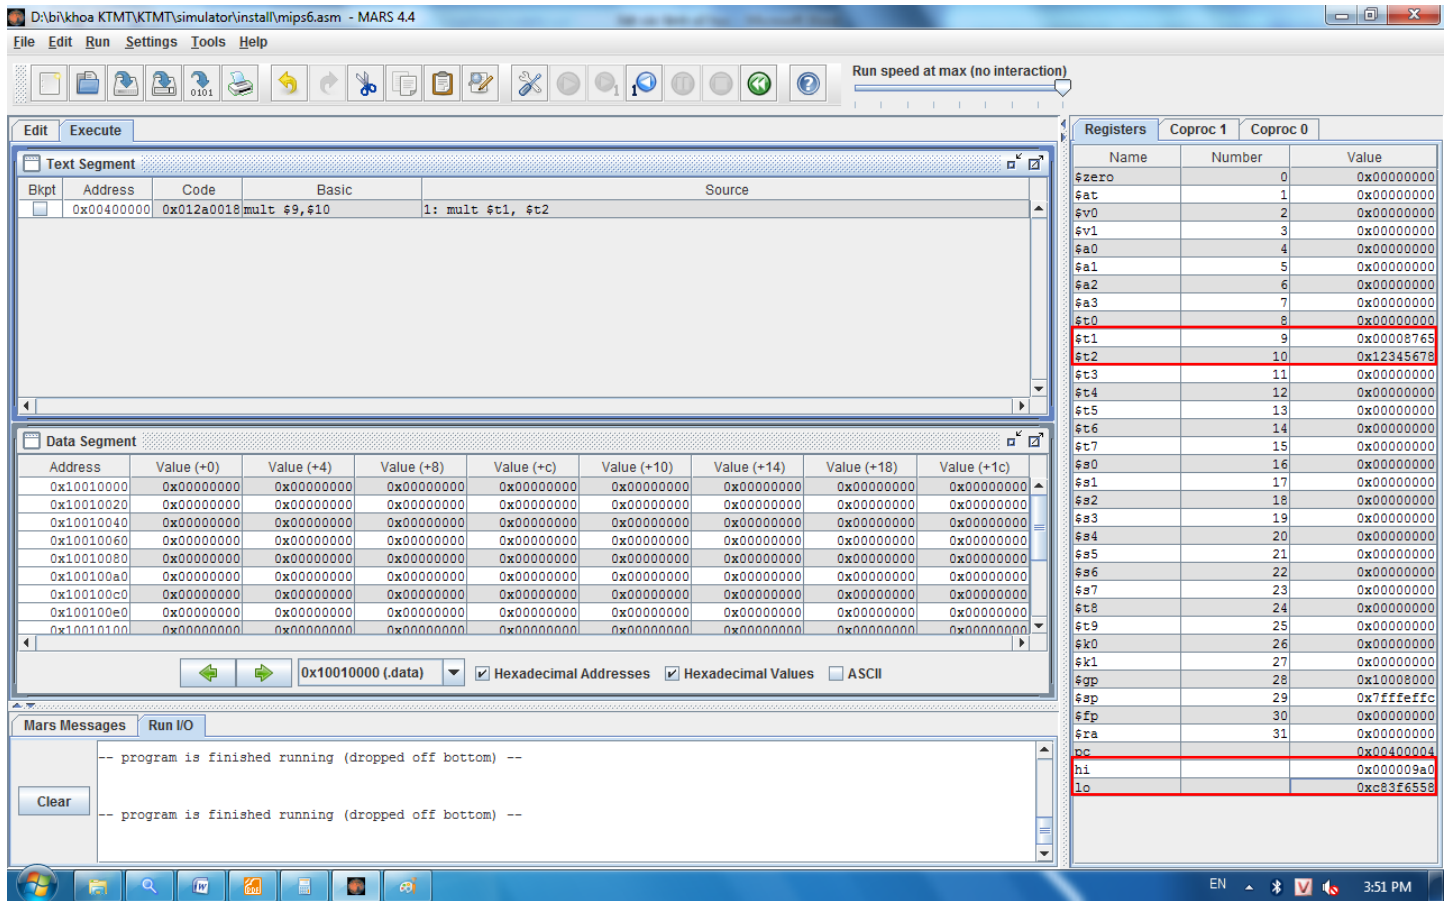 D:\bi\khoa KTMT\KTMT\simulator\install\mips6.asm - MARS 4.4
File Edit Run Settings Tools Help
Run speed at max (no interaction)
Edit Execute
Text Segment
Bkpt Address Code Basic Source
0x00400000 0x012a0018 mult $9,$10 1: mult $t1, $t2
Data Segment
Address Value (+0) Value (+4) Value (+8) Value (+c) Value (+10) Value (+14) Value (+18) Value (+1c)
0x10010000 0x00000000 0x00000000 0x00000000 0x00000000 0x00000000 0x00000000 0x00000000 0x00000000
0x10010020 0x00000000 0x00000000 0x00000000 0x00000000 0x00000000 0x00000000 0x00000000 0x00000000
0x10010040 0x00000000 0x00000000 0x00000000 0x00000000 0x00000000 0x00000000 0x00000000 0x00000000
0x10010060 0x00000000 0x00000000 0x00000000 0x00000000 0x00000000 0x00000000 0x00000000 0x00000000
0x10010080 0x00000000 0x00000000 0x00000000 0x00000000 0x00000000 0x00000000 0x00000000 0x00000000
0x100100a0 0x00000000 0x00000000 0x00000000 0x00000000 0x00000000 0x00000000 0x00000000 0x00000000
0x100100c0 0x00000000 0x00000000 0x00000000 0x00000000 0x00000000 0x00000000 0x00000000 0x00000000
0x100100e0 0x00000000 0x00000000 0x00000000 0x00000000 0x00000000 0x00000000 0x00000000 0x00000000
0x10010100 0x00000000 0x00000000 0x00000000 0x00000000 0x00000000 0x00000000 0x00000000 0x00000000
0x10010000 (.data) Hexadecimal Addresses Hexadecimal Values ASCII
Mars Messages Run I/O
-- program is finished running (dropped off bottom) --
Clear
-- program is finished running (dropped off bottom) --
Registers Coproc 1 Coproc 0
Name Number Value
$zero 0 0x00000000
$at 1 0x00000000
$v0 2 0x00000000
$v1 3 0x00000000
$a0 4 0x00000000
$a1 5 0x00000000
$a2 6 0x00000000
$a3 7 0x00000000
$t0 8 0x00000000
$t1 9 0x00008765
$t2 10 0x12345678
$t3 11 0x00000000
$t4 12 0x00000000
$t5 13 0x00000000
$t6 14 0x00000000
$t7 15 0x00000000
$s0 16 0x00000000
$s1 17 0x00000000
$s2 18 0x00000000
$s3 19 0x00000000
$s4 20 0x00000000
$s5 21 0x00000000
$s6 22 0x00000000
$s7 23 0x00000000
$t8 24 0x00000000
$t9 25 0x00000000
$k0 26 0x00000000
$k1 27 0x00000000
$gp 28 0x10008000
$sp 29 0x7fffeffc
$fp 30 0x00000000
$ra 31 0x00000000
pc 0x00400004
hi 0x000009a0
lo 0xc83f6558
EN 3:51 PM